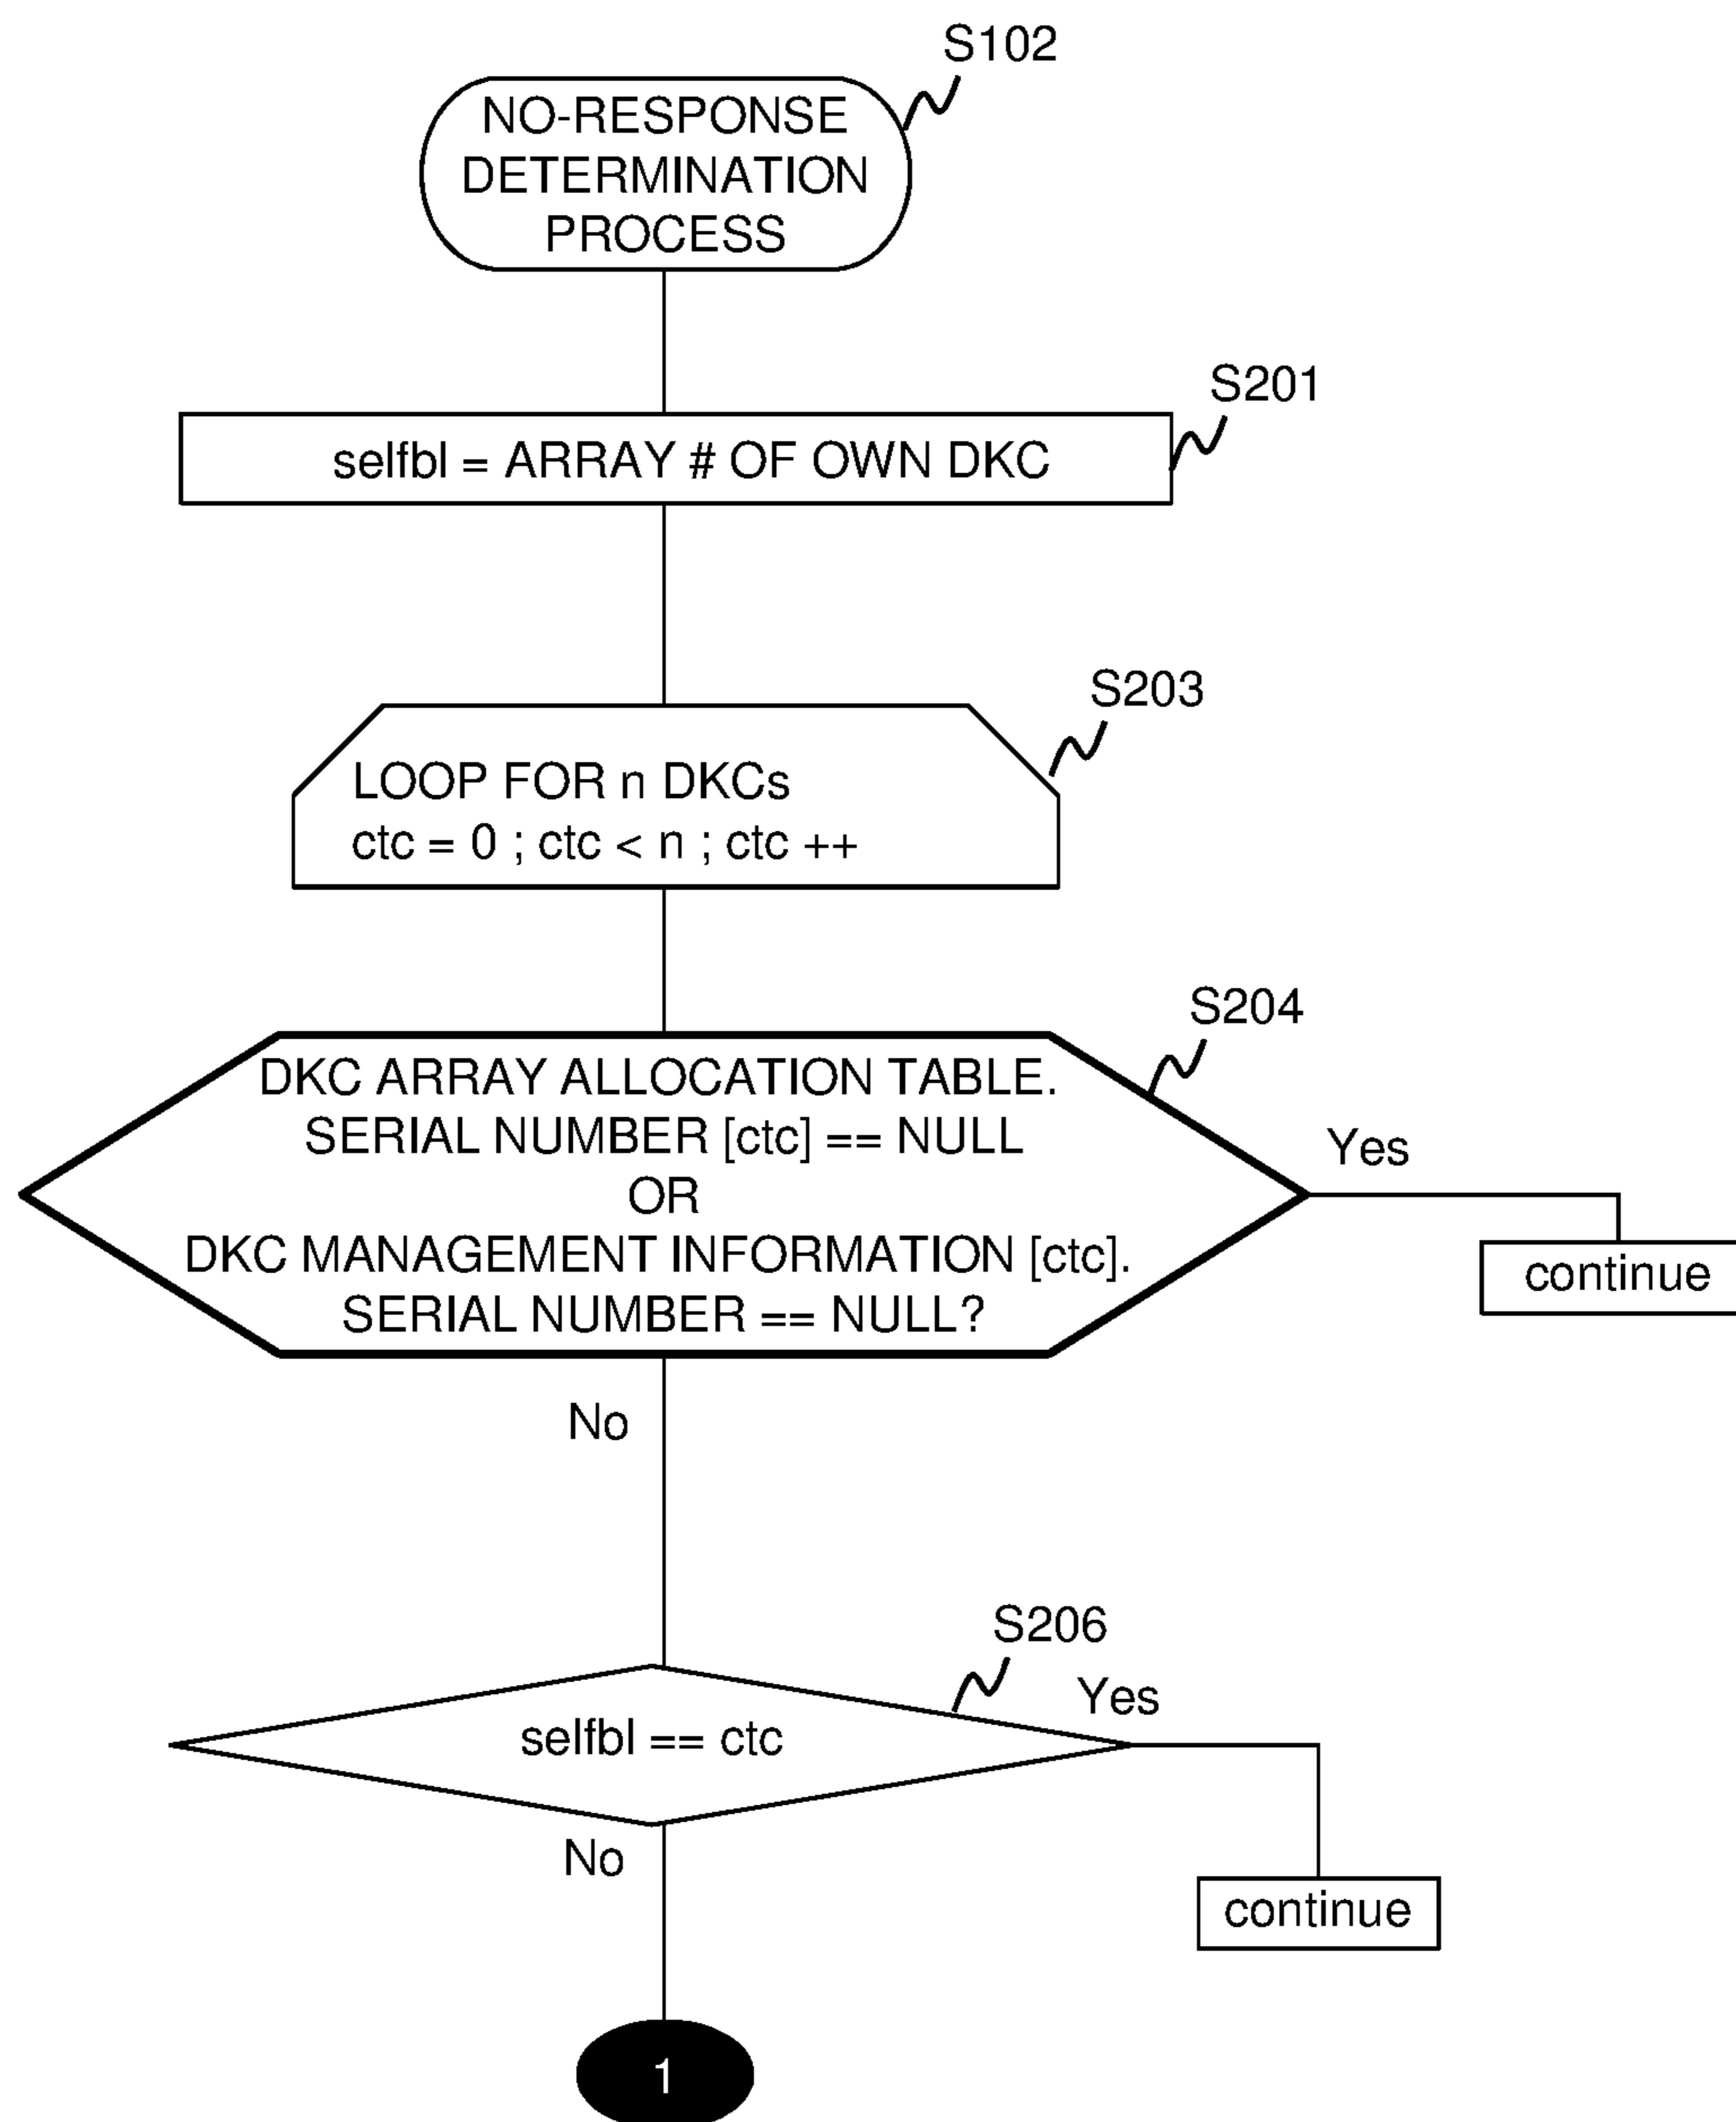 S102
NO-RESPONSE
DETERMINATION
PROCESS
S201
selfbl = ARRAY # OF OWN DKC
S203
LOOP FOR n DKCs
ctc = 0 ; ctc < n ; ctc ++
S204
DKC ARRAY ALLOCATION TABLE.
SERIAL NUMBER [ctc] == NULL
OR
DKC MANAGEMENT INFORMATION [ctc].
SERIAL NUMBER == NULL?
Yes
continue
No
S206
selfbl == ctc
Yes
No
continue
1